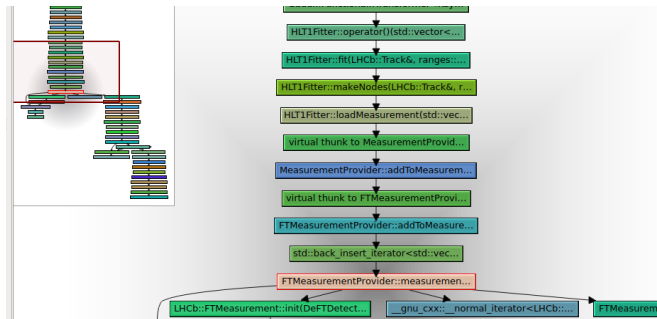 HLT1Fitter::operator()(std::vector<...
HLT1Fitter::fit(LHCb::Track&, ranges::...
HLT1Fitter::makeNodes(LHCb::Track&, r...
HLT1Fitter::loadMeasurement(std::vec...
virtual thunk to MeasurementProvid...
MeasurementProvider::addToMeasurem...
virtual thunk to FTMeasurementProvi...
FTMeasurementProvider::addToMeasure...
std::back_insert_iterator<std::vec...
FTMeasurementProvider::measuremen...
LHCb::FTMeasurement::init(DeFTDetect... __gnu_cxx::__normal_iterator<LHCb::... FTMeasurem